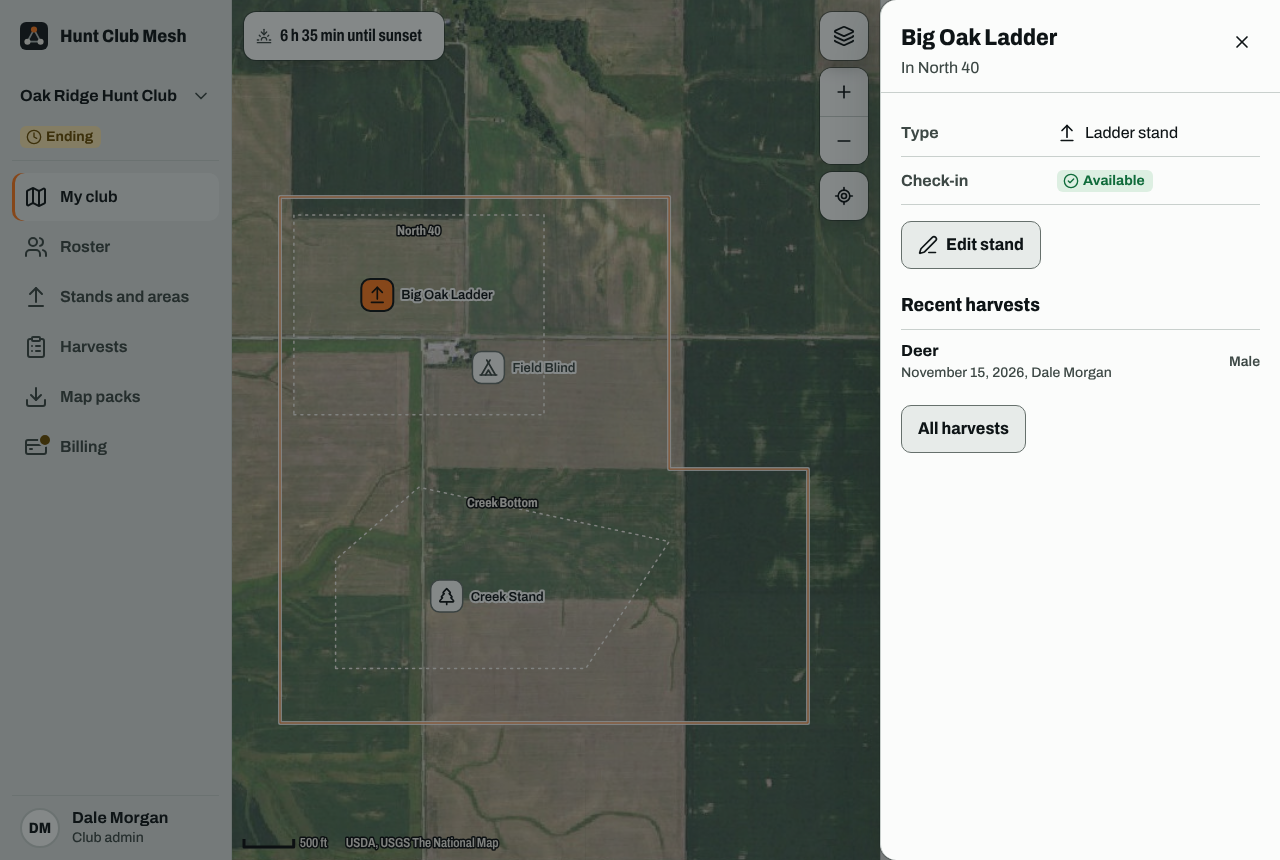 Hunt Club Mesh
Oak Ridge Hunt Club
Ending
My club
Roster
Stands and areas
Harvests
Map packs
Billing
DM
Dale Morgan
Club admin
6 h 35 min until sunset
North 40
Big Oak Ladder
Field Blind
Creek Bottom
Creek Stand
500 ft
USDA, USGS The National Map
Big Oak Ladder
In North 40
Type
Ladder stand
Check-in
Available
Edit stand
Recent harvests
Deer
November 15, 2026, Dale Morgan
Male
All harvests